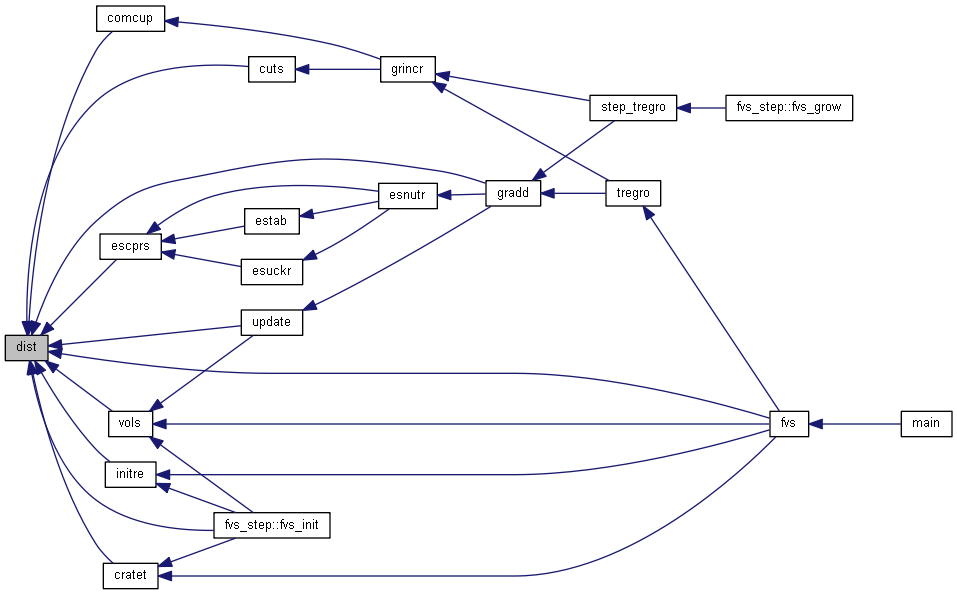 comcup
cuts
grincr
step_tregro
fvs_step::fvs_grow
esnutr
gradd
tregro
estab
escprs
esuckr
update
dist
vols
fvs
main
initre
fvs_step::fvs_init
cratet